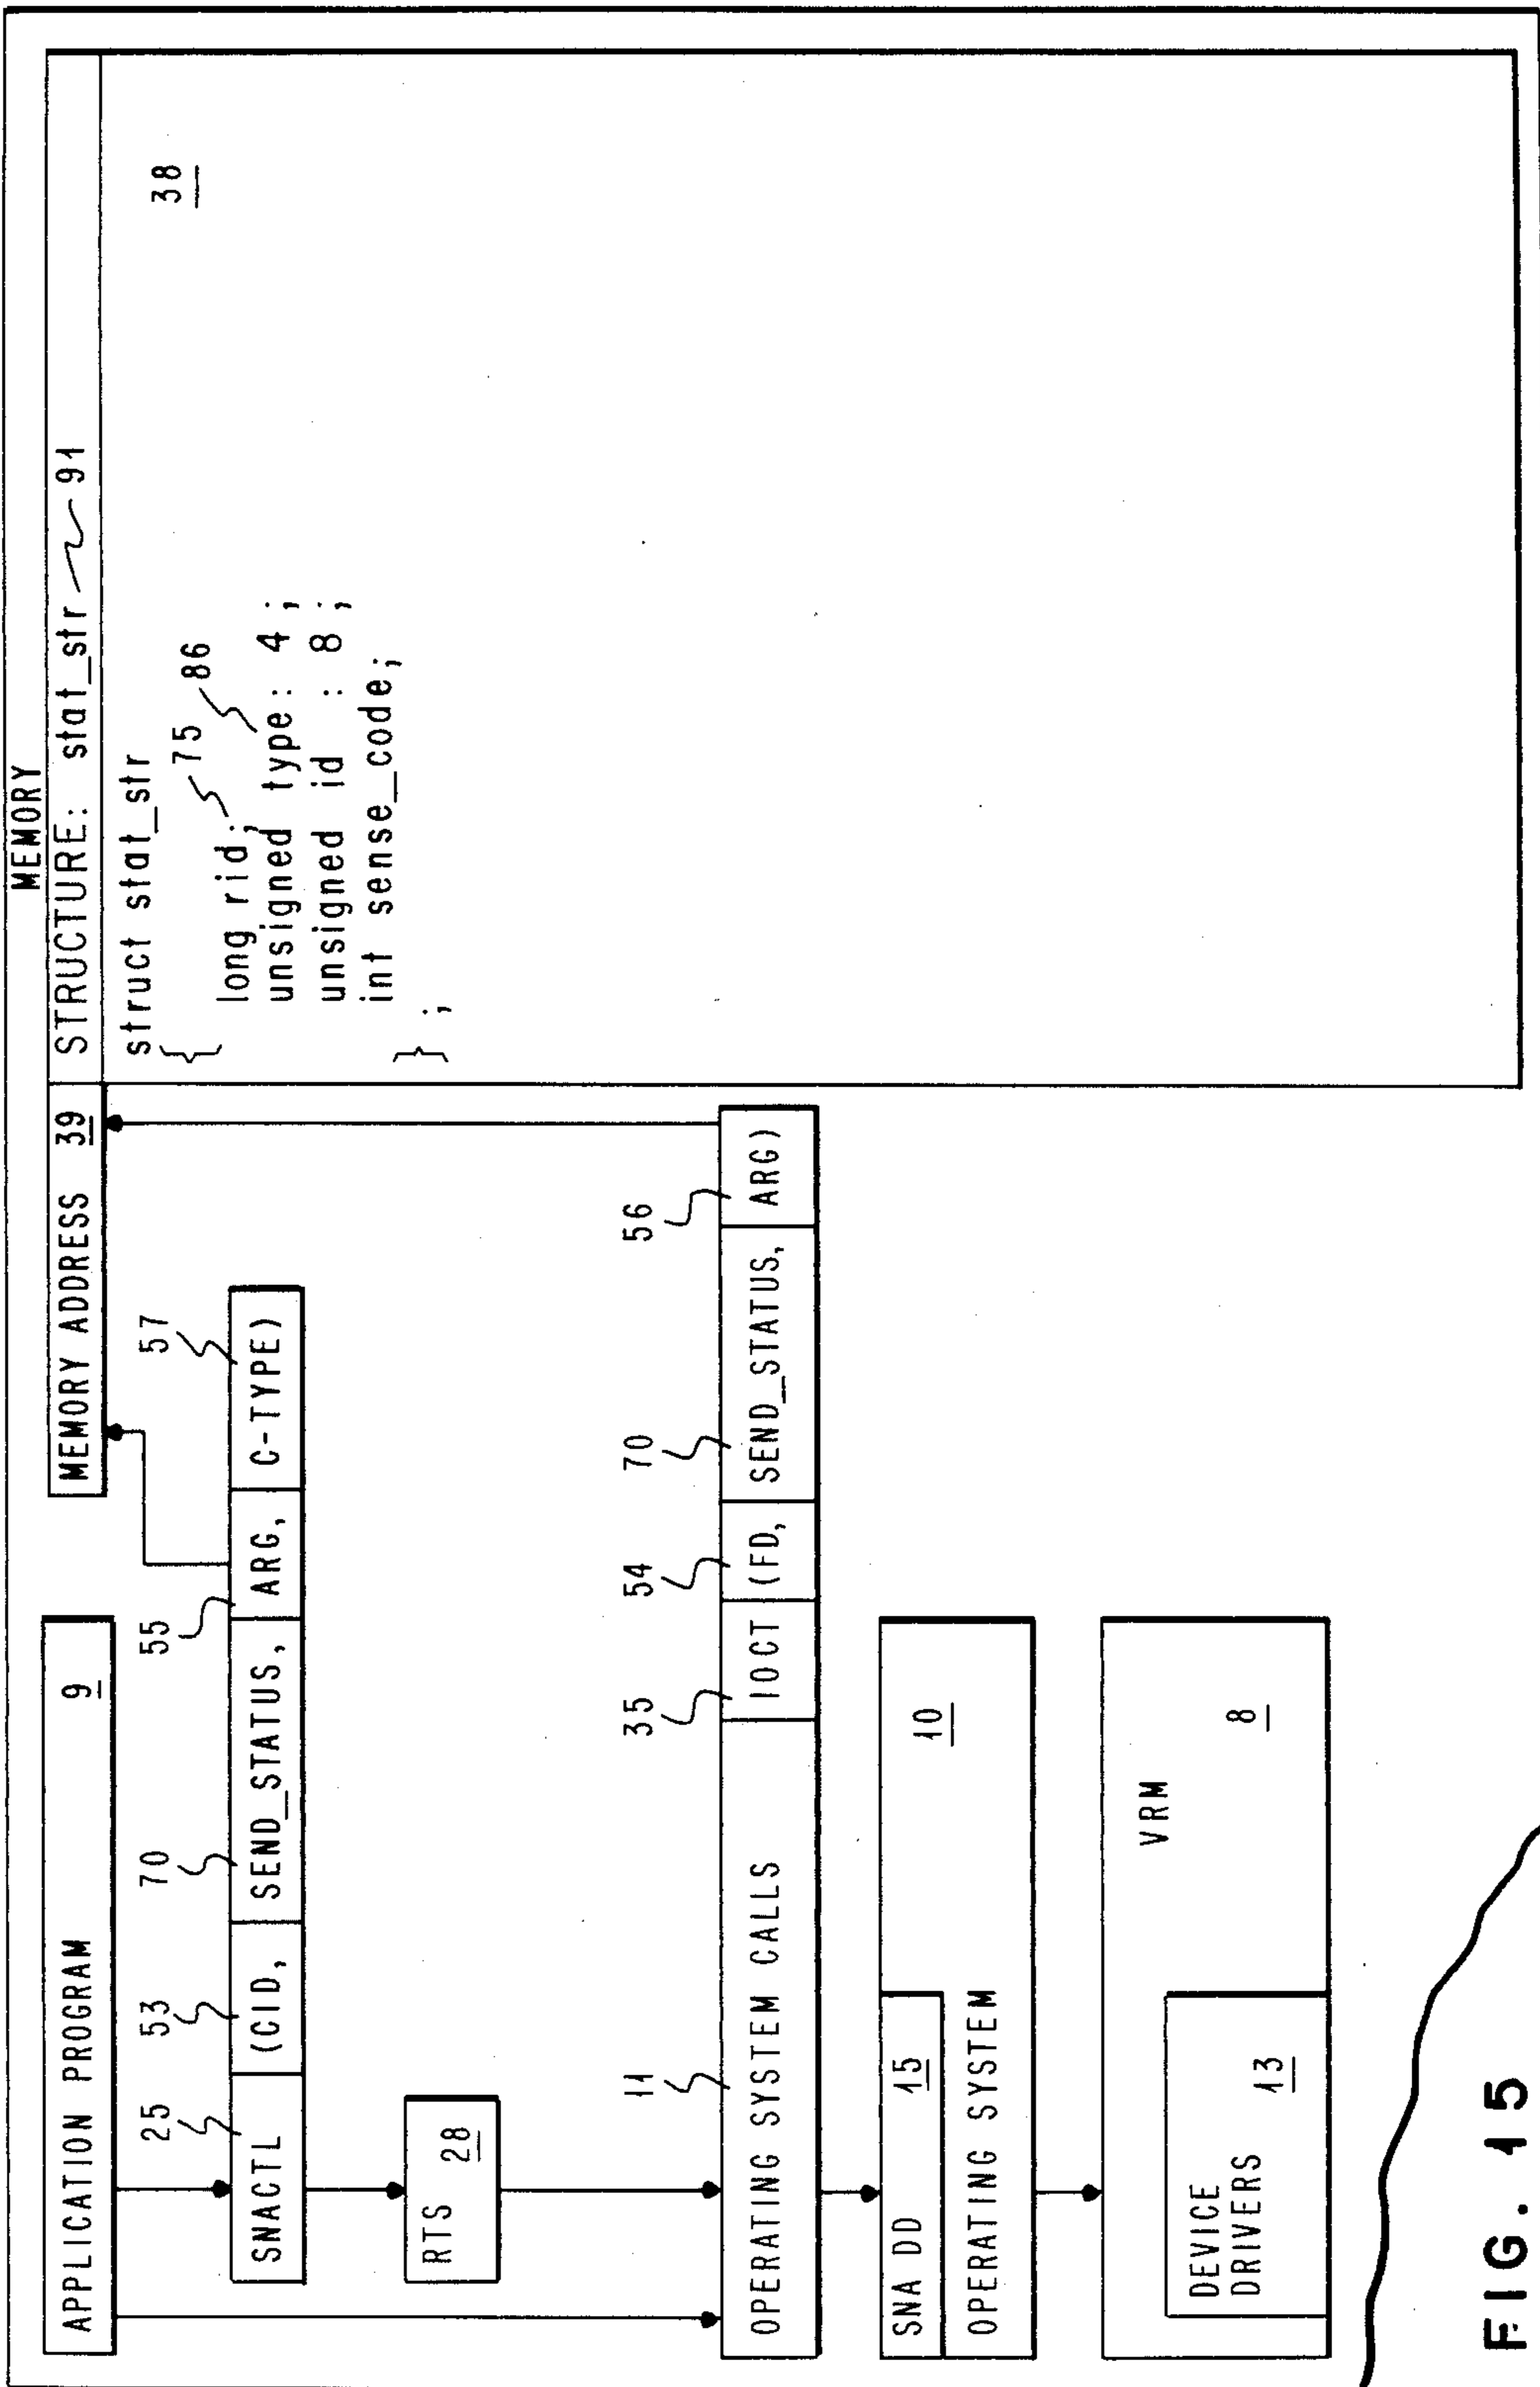 MEMORY
APPLICATION PROGRAM 9
MEMORY ADDRESS 39
STRUCTURE: stat_str 91
25 53 70 55 57
SNACTL (CID, SEND_STATUS, ARG, C-TYPE)
RTS 28
struct stat_str
{
75
long rid;
86
unsigned type: 4;
unsigned id : 8;
int sense_code;
}
;
38
11 35 54 70 56
OPERATING SYSTEM CALLS IOCT (FD, SEND_STATUS, ARG)
SNA DD 15
10
OPERATING SYSTEM
VRM
8
DEVICE
DRIVERS
13
FIG. 15